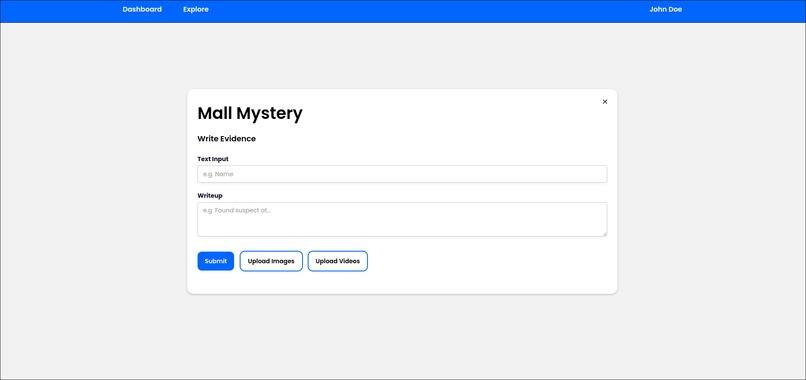 Dashboard Explore John Doe
×
Mall Mystery
Write Evidence
Text Input
e.g. Name
Writeup
e.g. Found suspect at...
Submit Upload Images Upload Videos